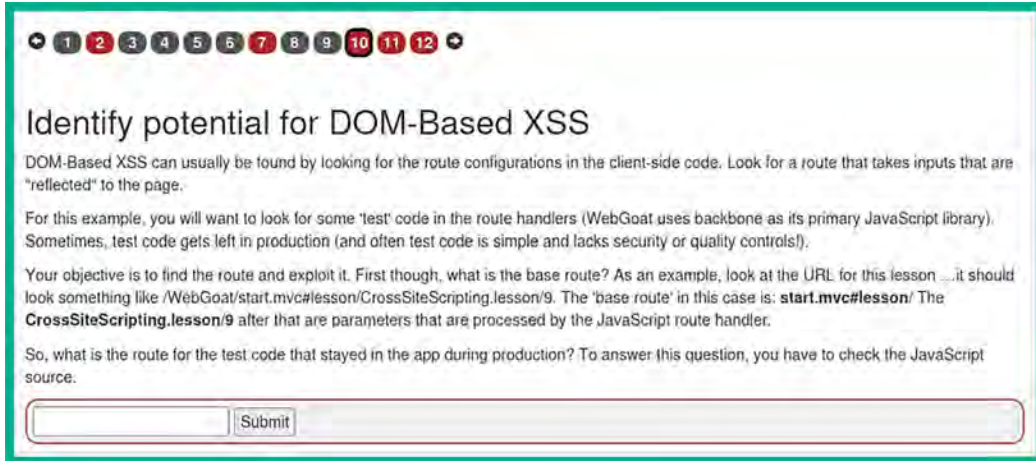 1 2 3 4 5 6 7 8 9 10 11 12
Identify potential for DOM-Based XSS
DOM-Based XSS can usually be found by looking for the route configurations in the client-side code. Look for a route that takes inputs that are
"reflected" to the page.
For this example, you will want to look for some 'test' code in the route handlers (WebGoat uses backbone as its primary JavaScript library).
Sometimes, test code gets left in production (and often test code is simple and lacks security or quality controls!).
Your objective is to find the route and exploit it. First though, what is the base route? As an example, look at the URL for this lesson ....it should
look something like /WebGoat/start.mvc#lesson/CrossSiteScripting.lesson/9. The 'base route' in this case is: start.mvc#lesson/ The
CrossSiteScripting.lesson/9 after that are parameters that are processed by the JavaScript route handler.
So, what is the route for the test code that stayed in the app during production? To answer this question, you have to check the JavaScript
source.
Submit